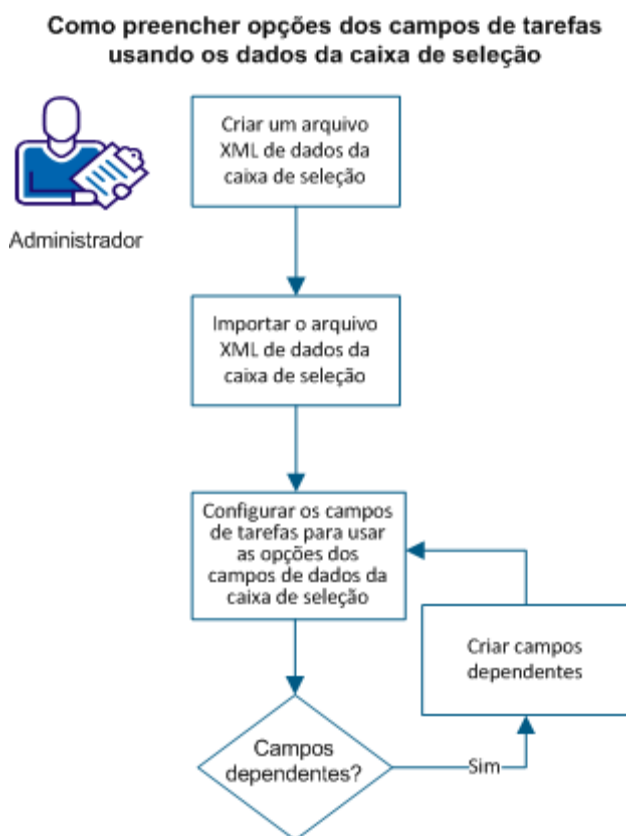 Como preencher opções dos campos de tarefas
usando os dados da caixa de seleção
Administrador
Criar um arquivo
XML de dados da
caixa de seleção
Importar o arquivo
XML de dados da
caixa de seleção
Configurar os campos
de tarefas para usar
as opções dos
campos de dados da
caixa de seleção
Criar campos
dependentes
Campos
dependentes?
Sim